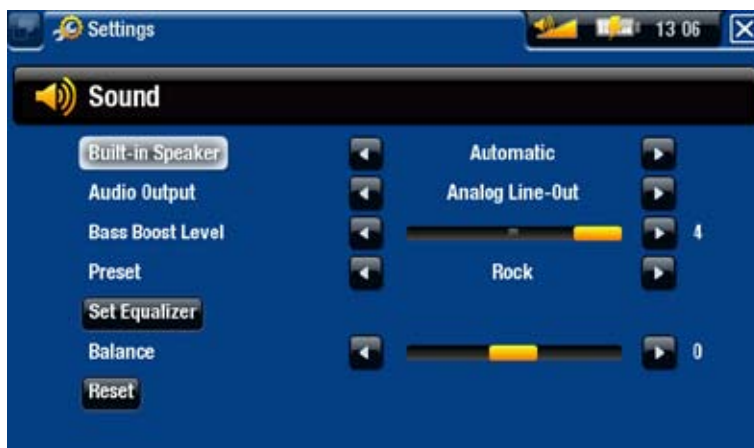 Settings
13 06
Sound
Built-in Speaker Automatic
Audio Output Analog Line-Out
Bass Boost Level 4
Preset Rock
Set Equalizer
Balance 0
Reset